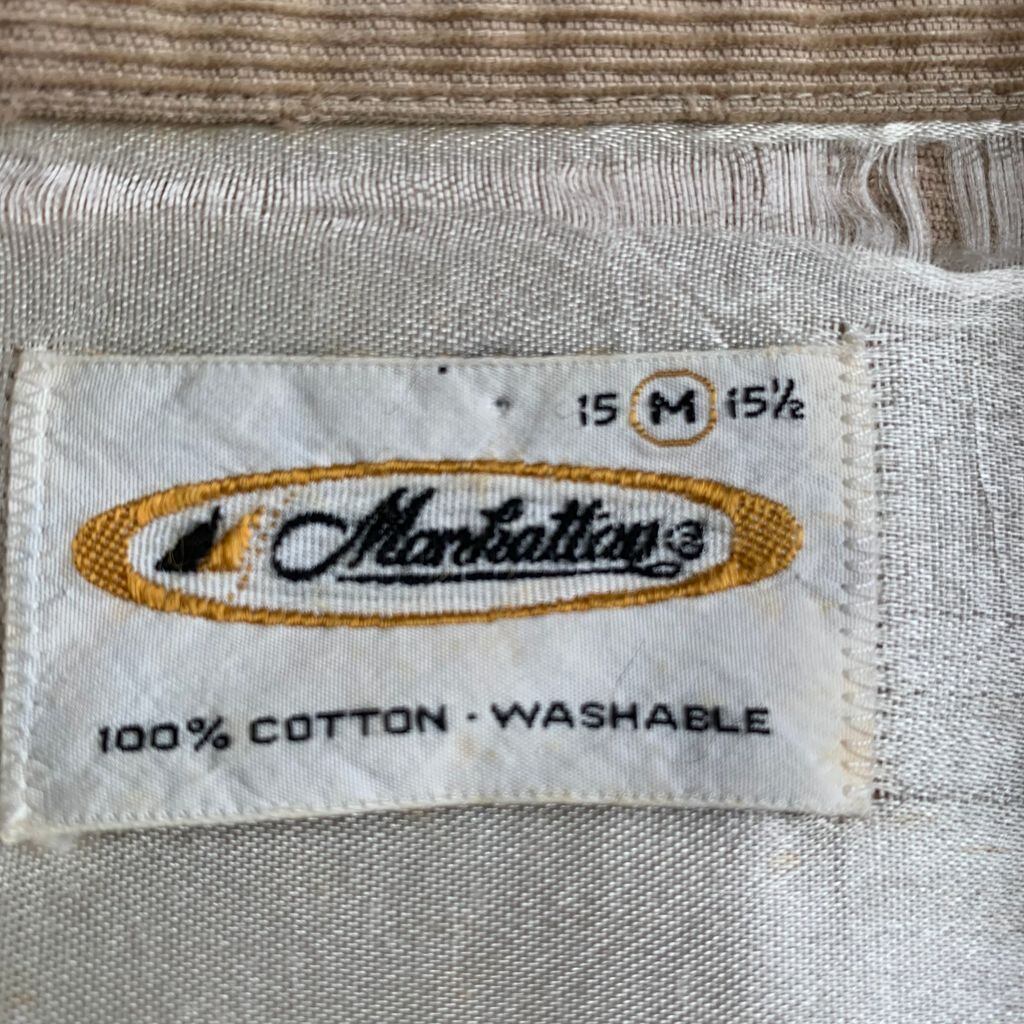 15 M 15½
Manhattan®
100% COTTON · WASHABLE